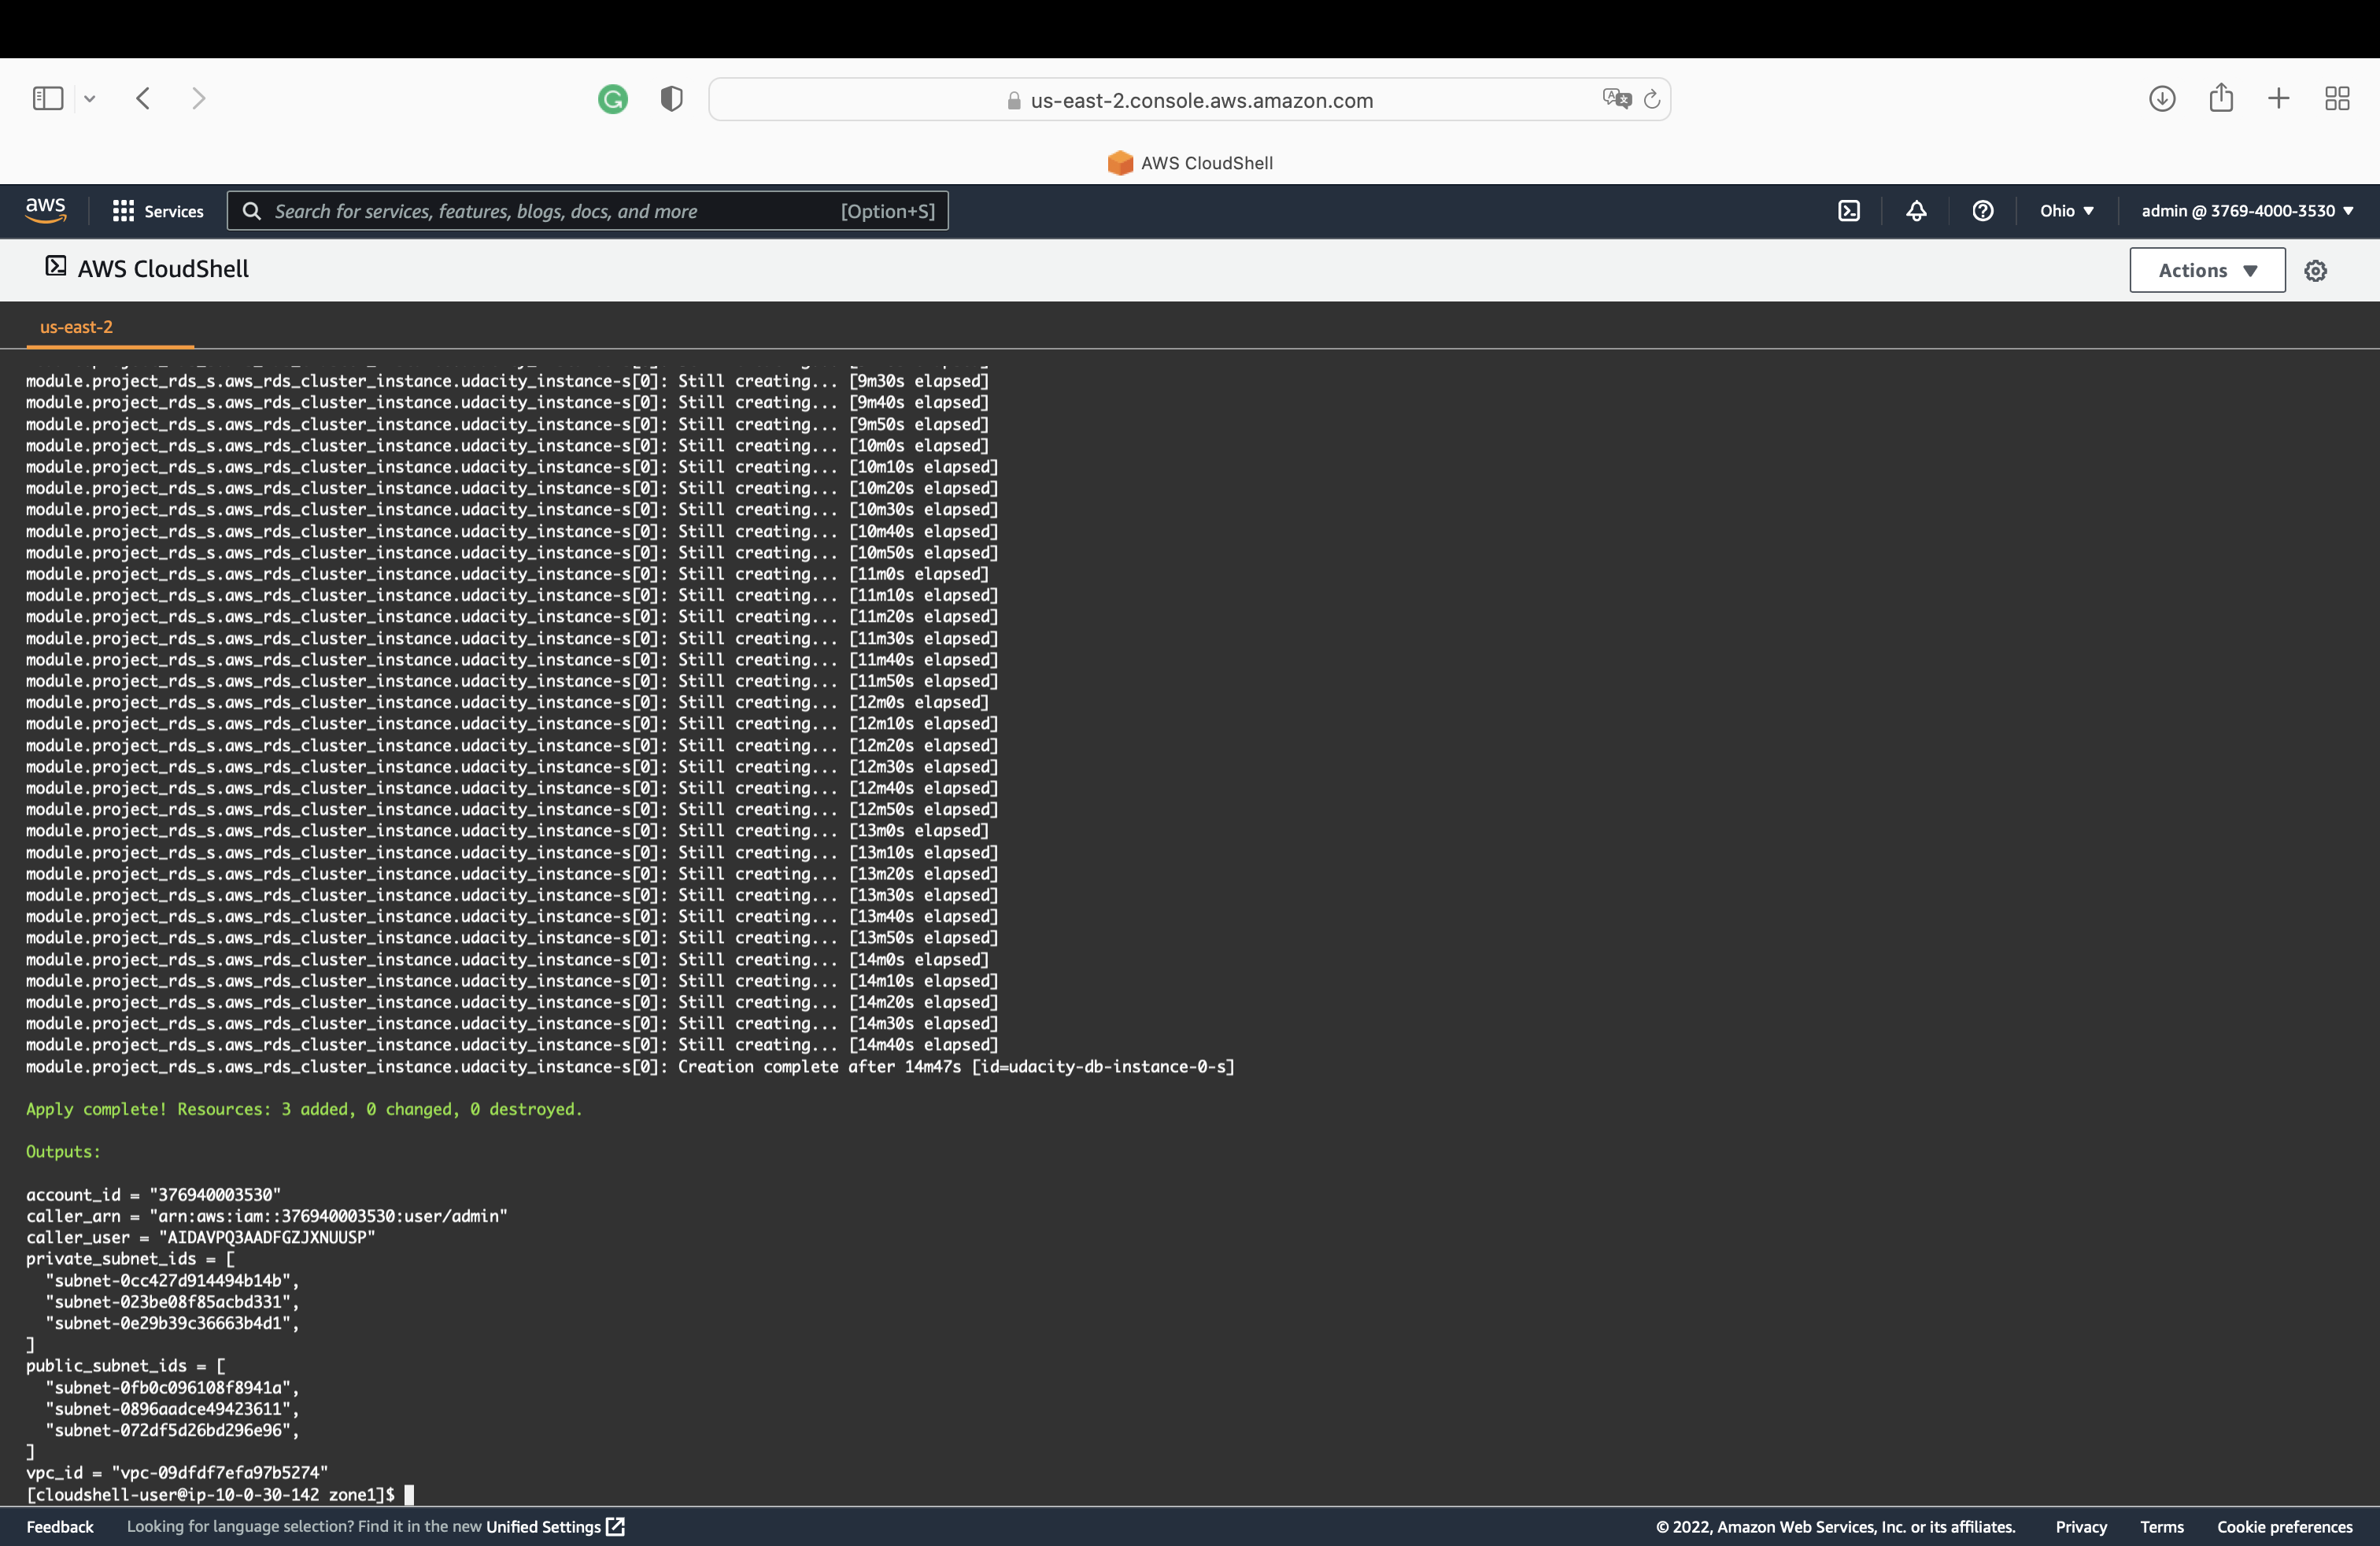 us-east-2.console.aws.amazon.com
AWS CloudShell
aws
Services
Search for services, features, blogs, docs, and more
[Option+S]
Ohio
admin @ 3769-4000-3530
AWS CloudShell
Actions
us-east-2
module.project_rds_s.aws_rds_cluster_instance.udacity_instance-s[0]: Still creating... [9m30s elapsed]
module.project_rds_s.aws_rds_cluster_instance.udacity_instance-s[0]: Still creating... [9m40s elapsed]
module.project_rds_s.aws_rds_cluster_instance.udacity_instance-s[0]: Still creating... [9m50s elapsed]
module.project_rds_s.aws_rds_cluster_instance.udacity_instance-s[0]: Still creating... [10m0s elapsed]
module.project_rds_s.aws_rds_cluster_instance.udacity_instance-s[0]: Still creating... [10m10s elapsed]
module.project_rds_s.aws_rds_cluster_instance.udacity_instance-s[0]: Still creating... [10m20s elapsed]
module.project_rds_s.aws_rds_cluster_instance.udacity_instance-s[0]: Still creating... [10m30s elapsed]
module.project_rds_s.aws_rds_cluster_instance.udacity_instance-s[0]: Still creating... [10m40s elapsed]
module.project_rds_s.aws_rds_cluster_instance.udacity_instance-s[0]: Still creating... [10m50s elapsed]
module.project_rds_s.aws_rds_cluster_instance.udacity_instance-s[0]: Still creating... [11m0s elapsed]
module.project_rds_s.aws_rds_cluster_instance.udacity_instance-s[0]: Still creating... [11m10s elapsed]
module.project_rds_s.aws_rds_cluster_instance.udacity_instance-s[0]: Still creating... [11m20s elapsed]
module.project_rds_s.aws_rds_cluster_instance.udacity_instance-s[0]: Still creating... [11m30s elapsed]
module.project_rds_s.aws_rds_cluster_instance.udacity_instance-s[0]: Still creating... [11m40s elapsed]
module.project_rds_s.aws_rds_cluster_instance.udacity_instance-s[0]: Still creating... [11m50s elapsed]
module.project_rds_s.aws_rds_cluster_instance.udacity_instance-s[0]: Still creating... [12m0s elapsed]
module.project_rds_s.aws_rds_cluster_instance.udacity_instance-s[0]: Still creating... [12m10s elapsed]
module.project_rds_s.aws_rds_cluster_instance.udacity_instance-s[0]: Still creating... [12m20s elapsed]
module.project_rds_s.aws_rds_cluster_instance.udacity_instance-s[0]: Still creating... [12m30s elapsed]
module.project_rds_s.aws_rds_cluster_instance.udacity_instance-s[0]: Still creating... [12m40s elapsed]
module.project_rds_s.aws_rds_cluster_instance.udacity_instance-s[0]: Still creating... [12m50s elapsed]
module.project_rds_s.aws_rds_cluster_instance.udacity_instance-s[0]: Still creating... [13m0s elapsed]
module.project_rds_s.aws_rds_cluster_instance.udacity_instance-s[0]: Still creating... [13m10s elapsed]
module.project_rds_s.aws_rds_cluster_instance.udacity_instance-s[0]: Still creating... [13m20s elapsed]
module.project_rds_s.aws_rds_cluster_instance.udacity_instance-s[0]: Still creating... [13m30s elapsed]
module.project_rds_s.aws_rds_cluster_instance.udacity_instance-s[0]: Still creating... [13m40s elapsed]
module.project_rds_s.aws_rds_cluster_instance.udacity_instance-s[0]: Still creating... [13m50s elapsed]
module.project_rds_s.aws_rds_cluster_instance.udacity_instance-s[0]: Still creating... [14m0s elapsed]
module.project_rds_s.aws_rds_cluster_instance.udacity_instance-s[0]: Still creating... [14m10s elapsed]
module.project_rds_s.aws_rds_cluster_instance.udacity_instance-s[0]: Still creating... [14m20s elapsed]
module.project_rds_s.aws_rds_cluster_instance.udacity_instance-s[0]: Still creating... [14m30s elapsed]
module.project_rds_s.aws_rds_cluster_instance.udacity_instance-s[0]: Still creating... [14m40s elapsed]
module.project_rds_s.aws_rds_cluster_instance.udacity_instance-s[0]: Creation complete after 14m47s [id=udacity-db-instance-0-s]
Apply complete! Resources: 3 added, 0 changed, 0 destroyed.
Outputs:
account_id = "376940003530"
caller_arn = "arn:aws:iam::376940003530:user/admin"
caller_user = "AIDAVPQ3AADFGZJXNUUSP"
private_subnet_ids = [
"subnet-0cc427d914494b14b",
"subnet-023be08f85acbd331",
"subnet-0e29b39c36663b4d1",
]
public_subnet_ids = [
"subnet-0fb0c096108f8941a",
"subnet-0896aadce49423611",
"subnet-072df5d26bd296e96",
]
vpc_id = "vpc-09dfdf7efa97b5274"
[cloudshell-user@ip-10-0-30-142 zone1]$
Feedback
Looking for language selection? Find it in the new Unified Settings
© 2022, Amazon Web Services, Inc. or its affiliates.
Privacy
Terms
Cookie preferences